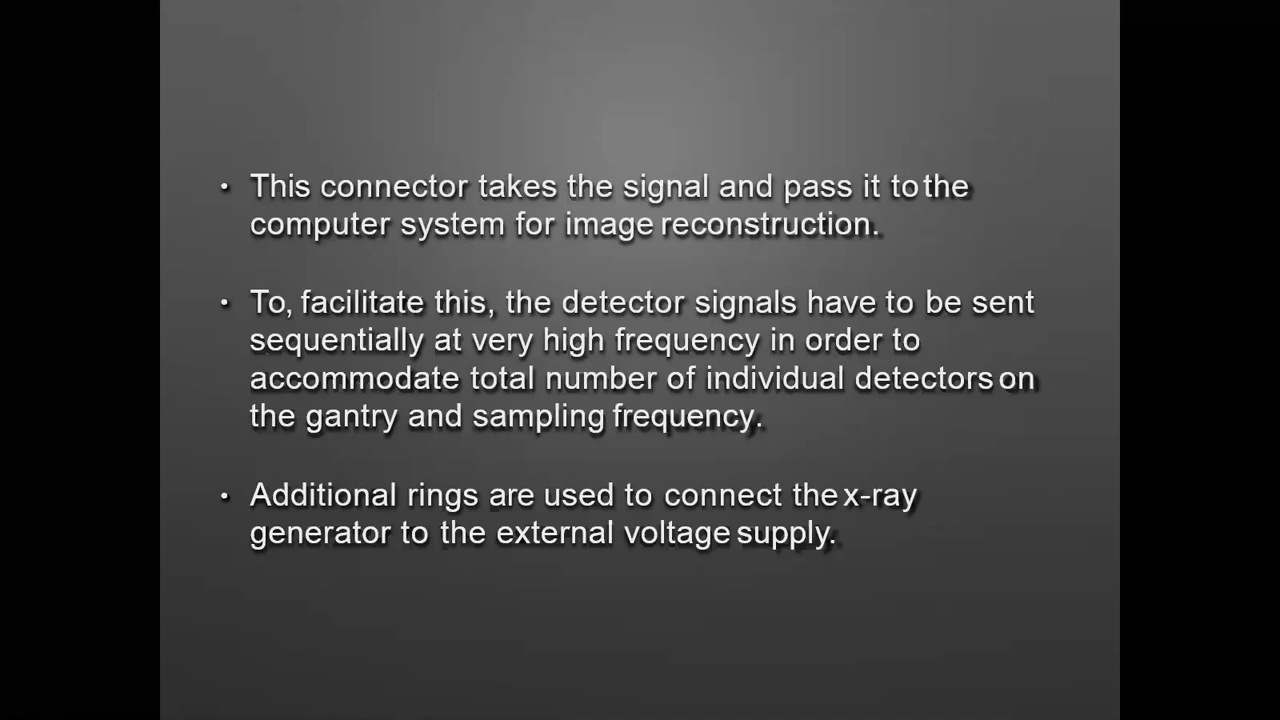 • This connector takes the signal and pass it to the
computer system for image reconstruction.
• To, facilitate this, the detector signals have to be sent
sequentially at very high frequency in order to
accommodate total number of individual detectors on
the gantry and sampling frequency.
• Additional rings are used to connect the x-ray
generator to the external voltage supply.